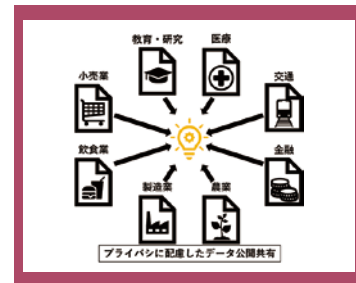 教育・研究
医療
小売業
交通
飲食業
金融
製造業
農業
プライバシに配慮したデータ公開共有